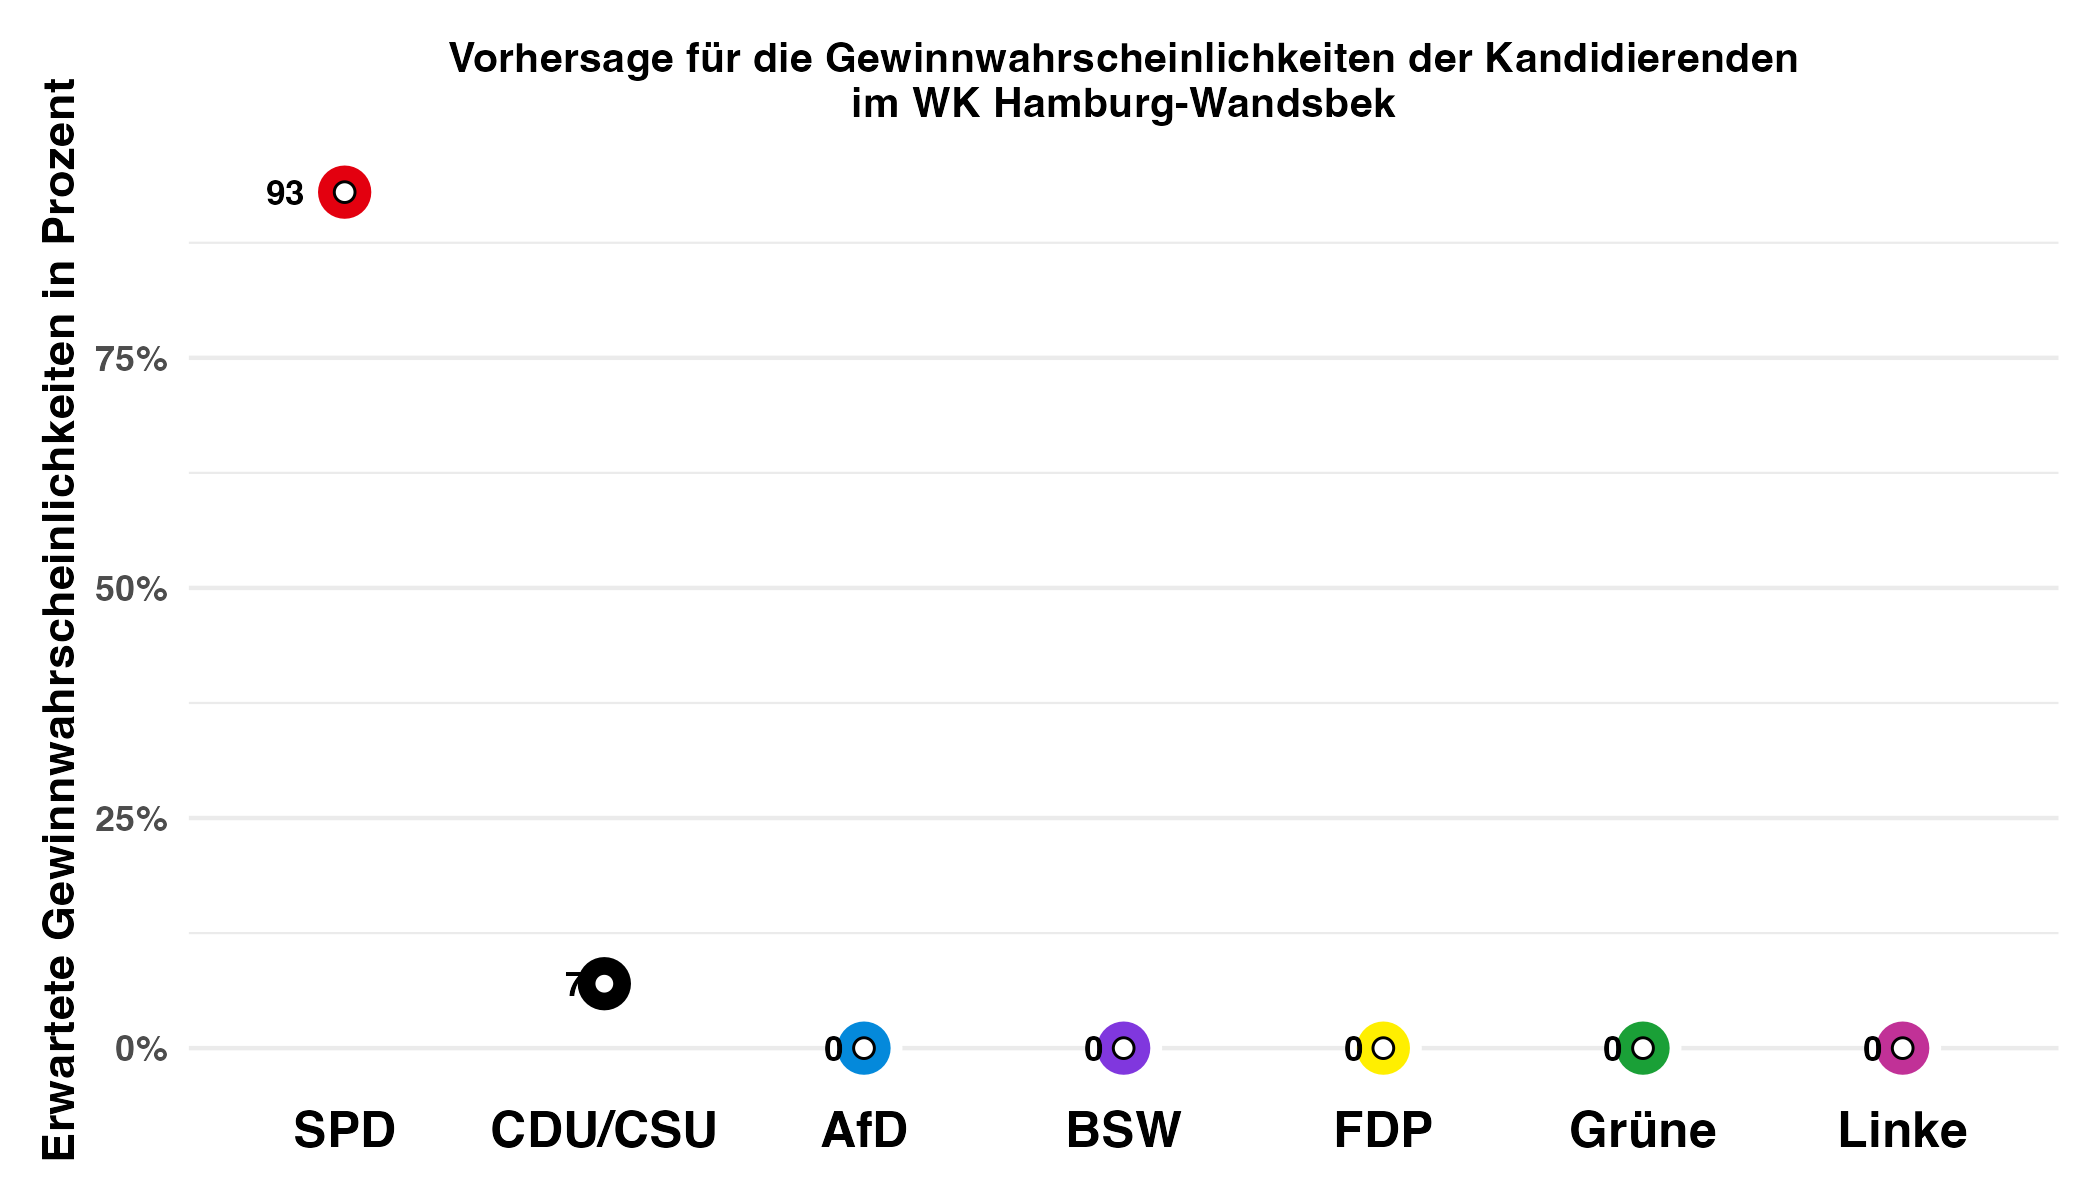 Vorhersage für die Gewinnwahrscheinlichkeiten der Kandidierenden
im WK Hamburg-Wandsbek
Erwartete Gewinnwahrscheinlichkeiten in Prozent
93
75%
50%
25%
7
0%
0
0
0
0
0
SPD
CDU/CSU
AfD
BSW
FDP
Grüne
Linke